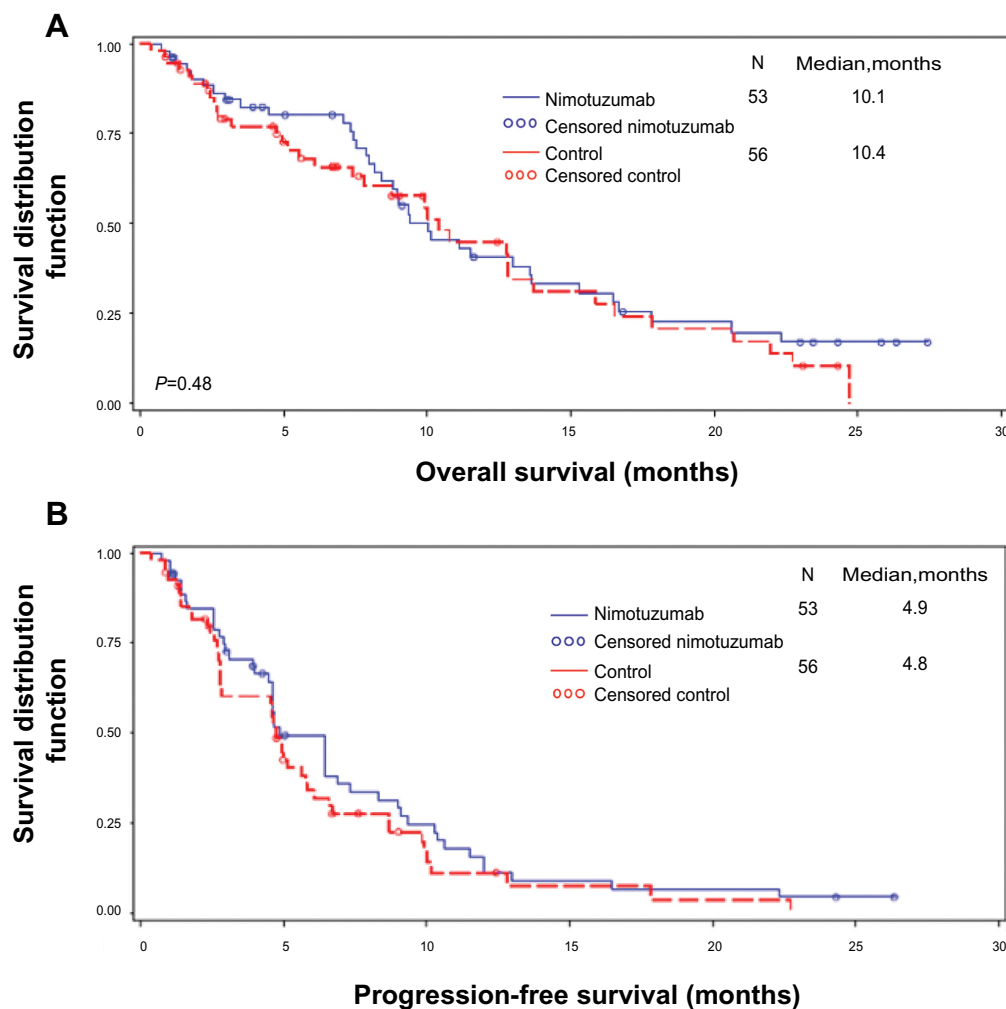 A
1.00
0.75
0.50
0.25
0.00
Survival distribution
function
N Median,months
Nimotuzumab 53 10.1
Censored nimotuzumab
Control 56 10.4
Censored control
P=0.48
0 5 10 15 20 25 30
Overall survival (months)
B
1.00
0.75
0.50
0.25
0.00
Survival distribution
function
N Median,months
Nimotuzumab 53 4.9
Censored nimotuzumab
Control 56 4.8
Censored control
0 5 10 15 20 25 30
Progression-free survival (months)